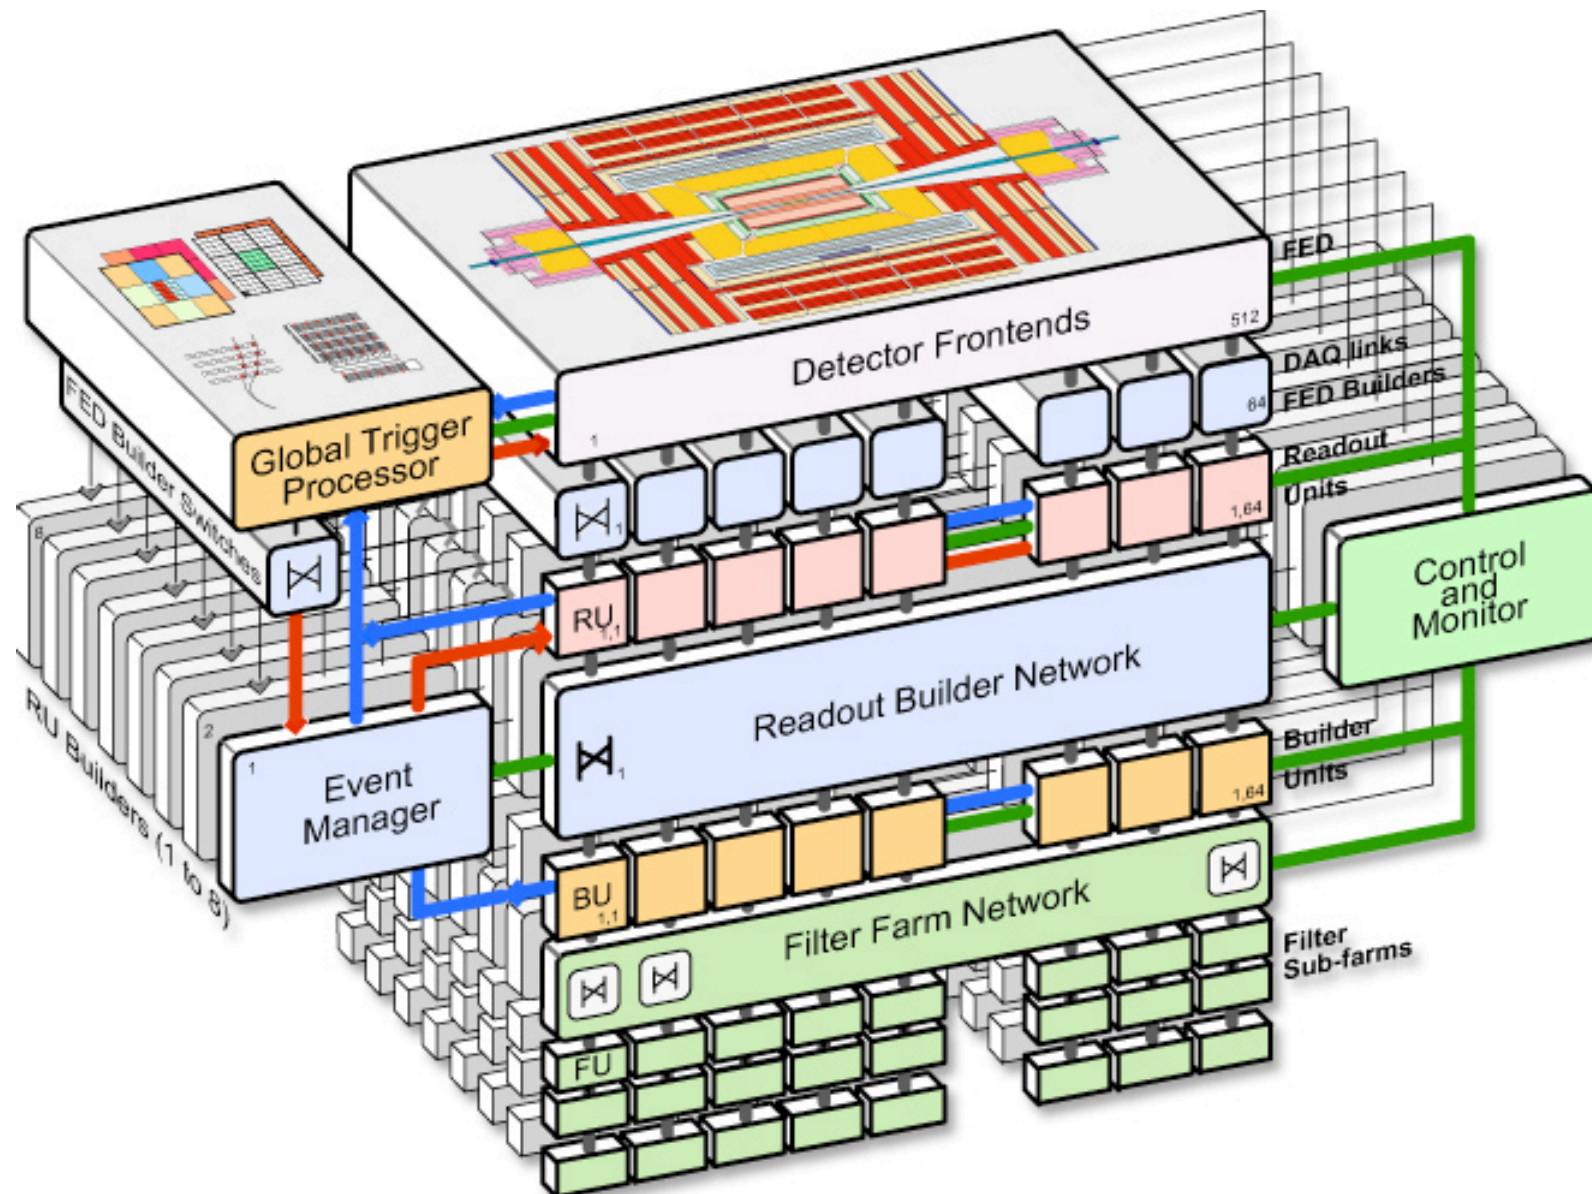 FED
512
Detector Frontends
1
DAQ links
FED Builders
64
Global Trigger
Processor
FED Builder Switches
Readout
Units
1,64
1
8
RU
1,1
Control
and
Monitor
Readout Builder Network
1
2
RU Builders (1 to 8)
1
Event
Manager
Builder
Units
1,64
BU
1,1
Filter Farm Network
Filter
Sub-farms
FU